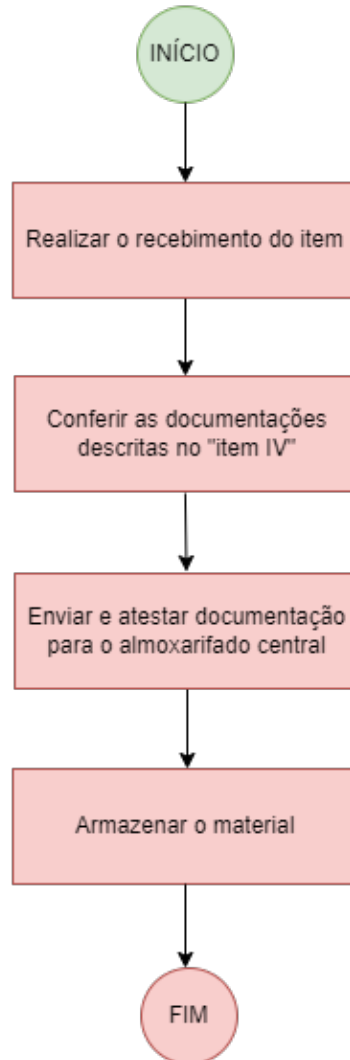 INÍCIO
Realizar o recebimento do item
Conferir as documentações
descritas no "item IV"
Enviar e atestar documentação
para o almoxarifado central
Armazenar o material
FIM